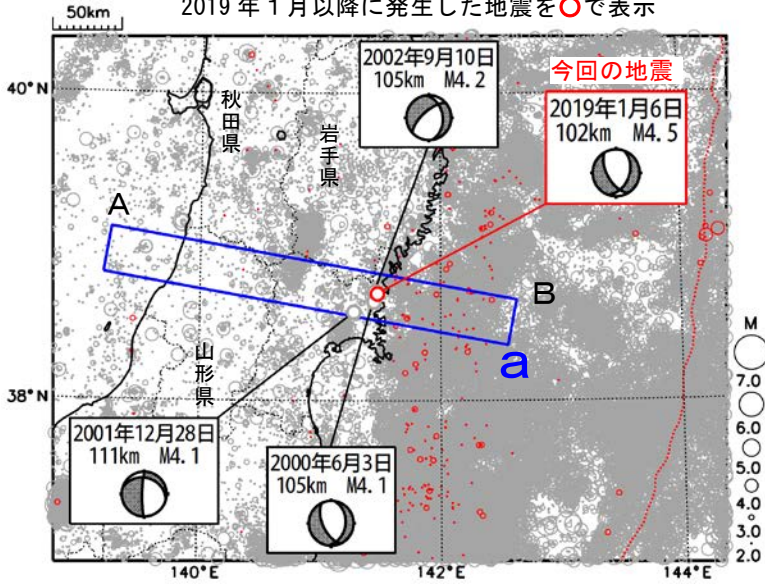 2019年1月以降に発生した地震を○で表示
50km
40°N
38°N
140°E
142°E
144°E
秋田県
岩手県
山形県
A
B
a
2002年9月10日
105km M4.2
今回の地震
2019年1月6日
102km M4.5
2001年12月28日
111km M4.1
2000年6月3日
105km M4.1
M
7.0
6.0
5.0
4.0
3.0
2.0